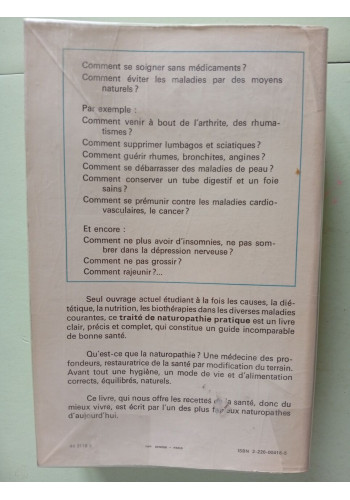 Comment se soigner sans médicaments ?
Comment éviter les maladies par des moyens
naturels ?
Par exemple :
Comment venir à bout de l'arthrite, des rhuma-
tismes ?
Comment supprimer lumbagos et sciatiques ?
Comment guérir rhumes, bronchites, angines ?
Comment se débarrasser des maladies de peau ?
Comment conserver un tube digestif et un foie
sains ?
Comment se prémunir contre les maladies cardio-
vasculaires, le cancer ?
Et encore :
Comment ne plus avoir d'insomnies, ne pas som-
brer dans la dépression nerveuse ?
Comment ne pas grossir ?
Comment rajeunir ?...
Seul ouvrage actuel étudiant à la fois les causes, la dié-
tétique, la nutrition, les biothérapies dans les diverses maladies
courantes, ce traité de naturopathie pratique est un livre
clair, précis et complet, qui constitue un guide incomparable
de bonne santé.
Qu'est-ce que la naturopathie ? Une médecine des pro-
fondeurs, restauratrice de la santé par modification du terrain.
Avant tout une hygiène, un mode de vie et d'alimentation
corrects, équilibrés, naturels.
Ce livre, qui nous offre les recettes de la santé, donc du
mieux vivre, est écrit par l'un des plus naturopathes
d'aujourd'hui.
ISBN